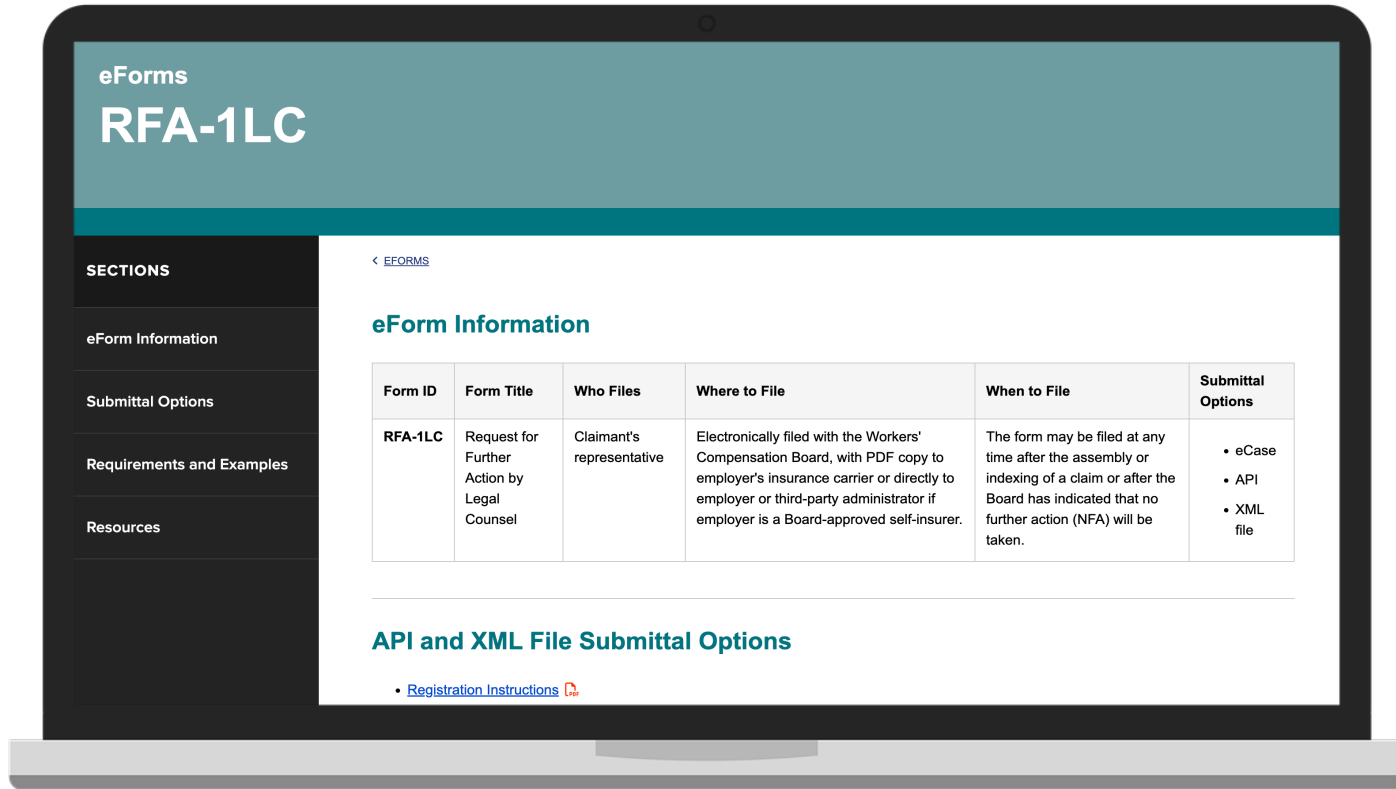 eForms
RFA-1LC
SECTIONS
eForm Information
Submittal Options
Requirements and Examples
Resources
< EFORMS
eForm Information
Form ID
Form Title
Who Files
Where to File
When to File
Submittal
Options
RFA-1LC
Request for
Further
Action by
Legal
Counsel
Claimant's
representative
Electronically filed with the Workers'
Compensation Board, with PDF copy to
employer's insurance carrier or directly to
employer or third-party administrator if
employer is a Board-approved self-insurer.
The form may be filed at any
time after the assembly or
indexing of a claim or after the
Board has indicated that no
further action (NFA) will be
taken.
• eCase
• API
• XML
file
API and XML File Submittal Options
• Registration Instructions PDF